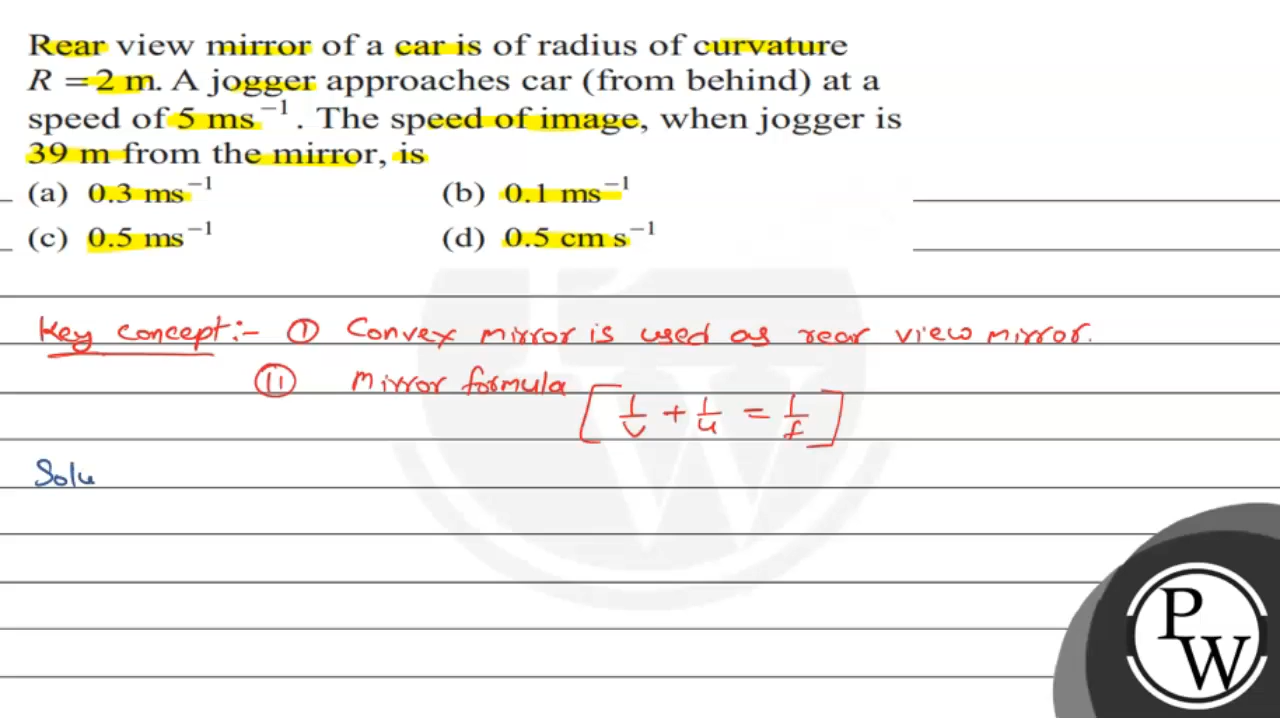 Rear view mirror of a car is of radius of curvature
R = 2 m. A jogger approaches car (from behind) at a
speed of 5 ms⁻¹. The speed of image, when jogger is
39 m from the mirror, is
(a) 0.3 ms⁻¹ (b) 0.1 ms⁻¹
(c) 0.5 ms⁻¹ (d) 0.5 cm s⁻¹
Key concept:- (I) Convex mirror is used as rear view mirror.
(II) Mirror formula [1/v + 1/u = 1/f]
Solu
PW